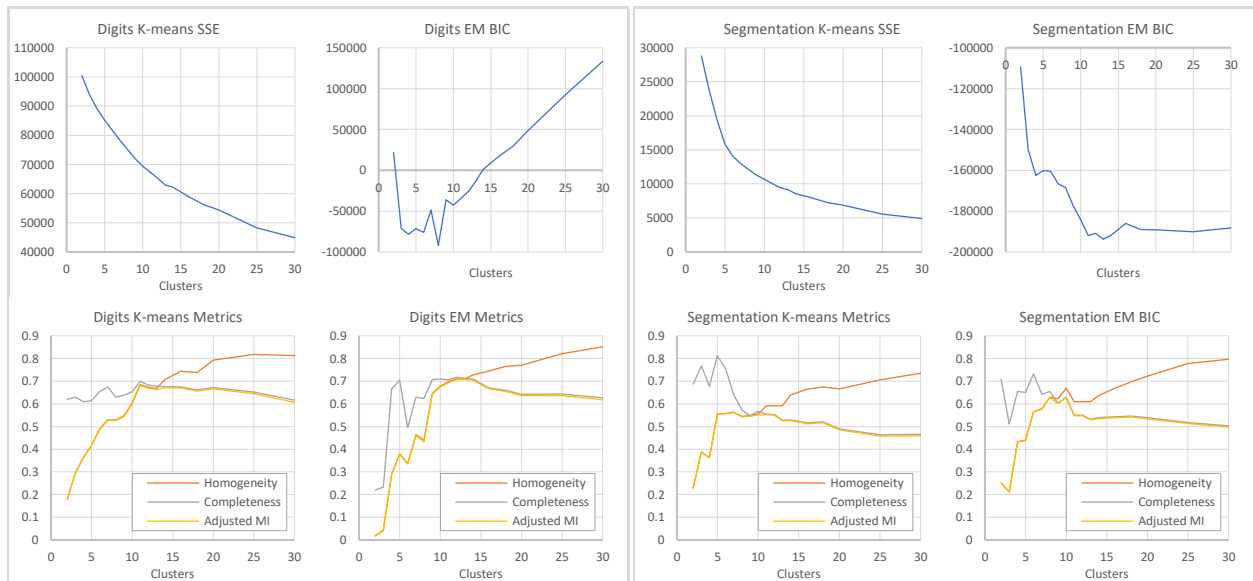 Digits K-means SSE
110000
100000
90000
80000
70000
60000
50000
40000
0 5 10 15 20 25 30
Clusters
Digits EM BIC
150000
100000
50000
0
-50000
-100000
0 5 10 15 20 25 30
Clusters
Segmentation K-means SSE
30000
25000
20000
15000
10000
5000
0
0 5 10 15 20 25 30
Clusters
Segmentation EM BIC
-100000
-120000
-140000
-160000
-180000
-200000
0 5 10 15 20 25 30
Clusters
Digits K-means Metrics
0.9
0.8
0.7
0.6
0.5
0.4
0.3
0.2
0.1
0
Homogeneity
Completeness
Adjusted MI
0 5 10 15 20 25 30
Clusters
Digits EM Metrics
0.9
0.8
0.7
0.6
0.5
0.4
0.3
0.2
0.1
0
Homogeneity
Completeness
Adjusted MI
0 5 10 15 20 25 30
Clusters
Segmentation K-means Metrics
0.9
0.8
0.7
0.6
0.5
0.4
0.3
0.2
0.1
0
Homogeneity
Completeness
Adjusted MI
0 5 10 15 20 25 30
Clusters
Segmentation EM BIC
0.9
0.8
0.7
0.6
0.5
0.4
0.3
0.2
0.1
0
Homogeneity
Completeness
Adjusted MI
0 5 10 15 20 25 30
Clusters